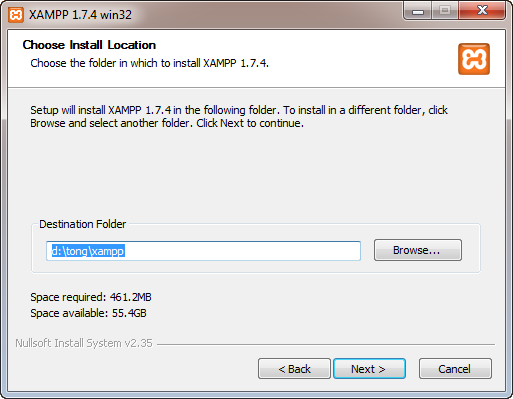 XAMPP 1.7.4 win32
Choose Install Location
Choose the folder in which to install XAMPP 1.7.4.
Setup will install XAMPP 1.7.4 in the following folder. To install in a different folder, click
Browse and select another folder. Click Next to continue.
Destination Folder
d:\tong\xampp
Browse...
Space required: 461.2MB
Space available: 55.4GB
Nullsoft Install System v2.35
< Back
Next >
Cancel